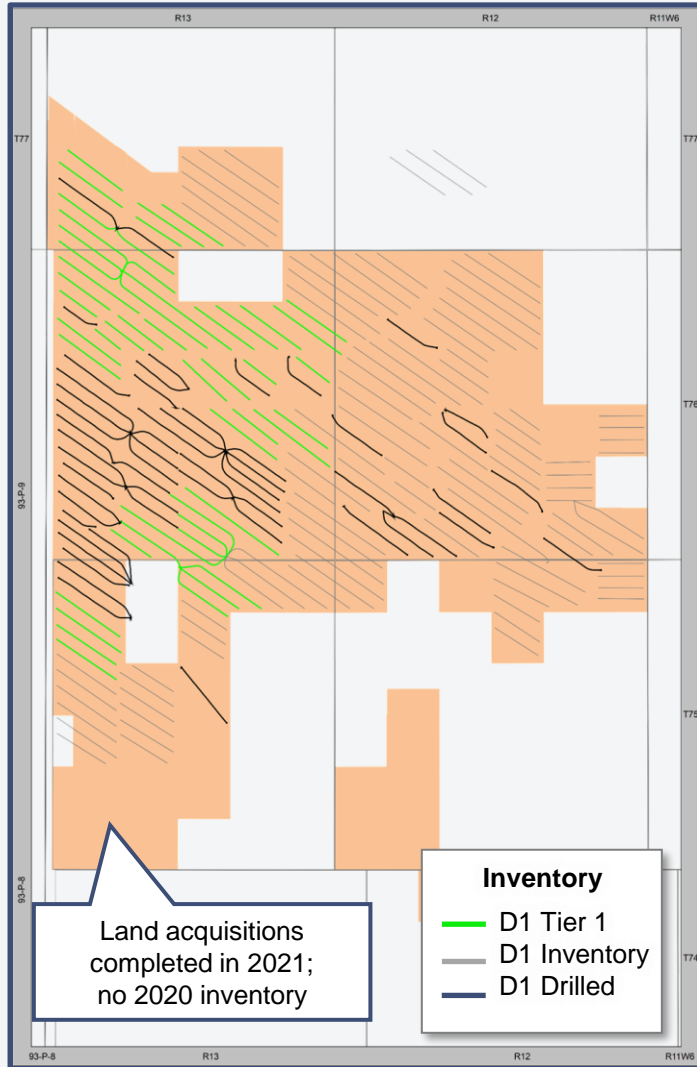 R13 R12 R11W6
T77 T77
T76
93-P-9
T75
93-P-8
T74
Land acquisitions
completed in 2021;
no 2020 inventory
Inventory
D1 Tier 1
D1 Inventory
D1 Drilled
93-P-8 R13 R12 R11W6